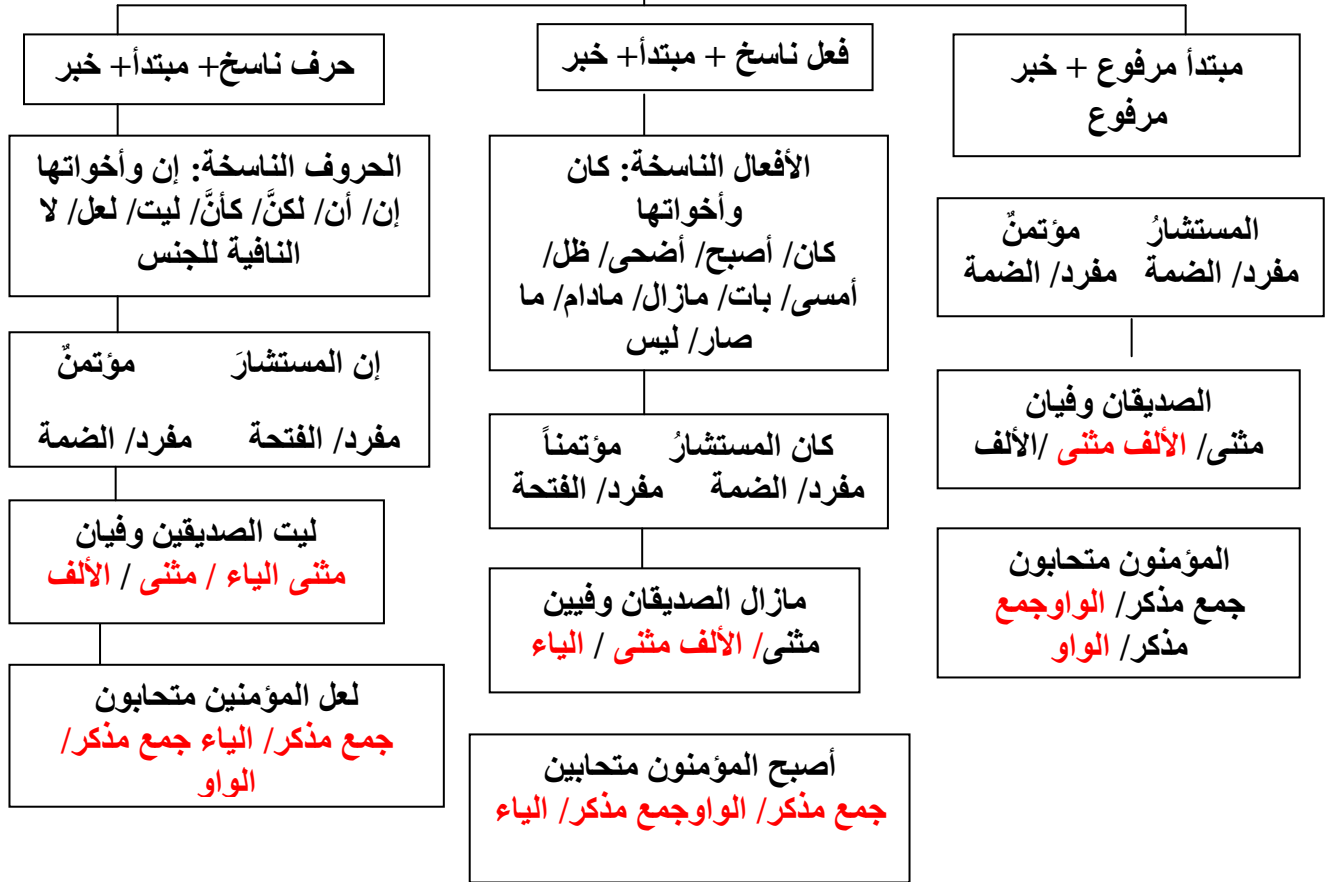 مبتدأ مرفوع + خبر
مرفوع
المستشارُ مؤتمنٌ
مفرد/ الضمة مفرد/ الضمة
الصديقان وفيان
مثنى/ الألف مثنى /الألف
المؤمنون متحابون
جمع مذكر/ الواوجمع
مذكر/ الواو
فعل ناسخ + مبتدأ+ خبر
الأفعال الناسخة: كان
وأخواتها
كان/ أصبح/ أضحى/ ظل/
أمسى/ بات/ مازال/ مادام/ ما
صار/ ليس
كان المستشارُ مؤتمناً
مفرد/ الضمة مفرد/ الفتحة
مازال الصديقان وفيين
مثنى/ الألف مثنى / الياء
أصبح المؤمنون متحابين
جمع مذكر/ الواوجمع مذكر/ الياء
حرف ناسخ+ مبتدأ+ خبر
الحروف الناسخة: إن وأخواتها
إن/ أن/ لكنَّ/ كأنَّ/ ليت/ لعل/ لا
النافية للجنس
إن المستشارَ مؤتمنٌ
مفرد/ الفتحة مفرد/ الضمة
ليت الصديقين وفيان
مثنى الياء / مثنى / الألف
لعل المؤمنين متحابون
جمع مذكر/ الياء جمع مذكر/
الواو